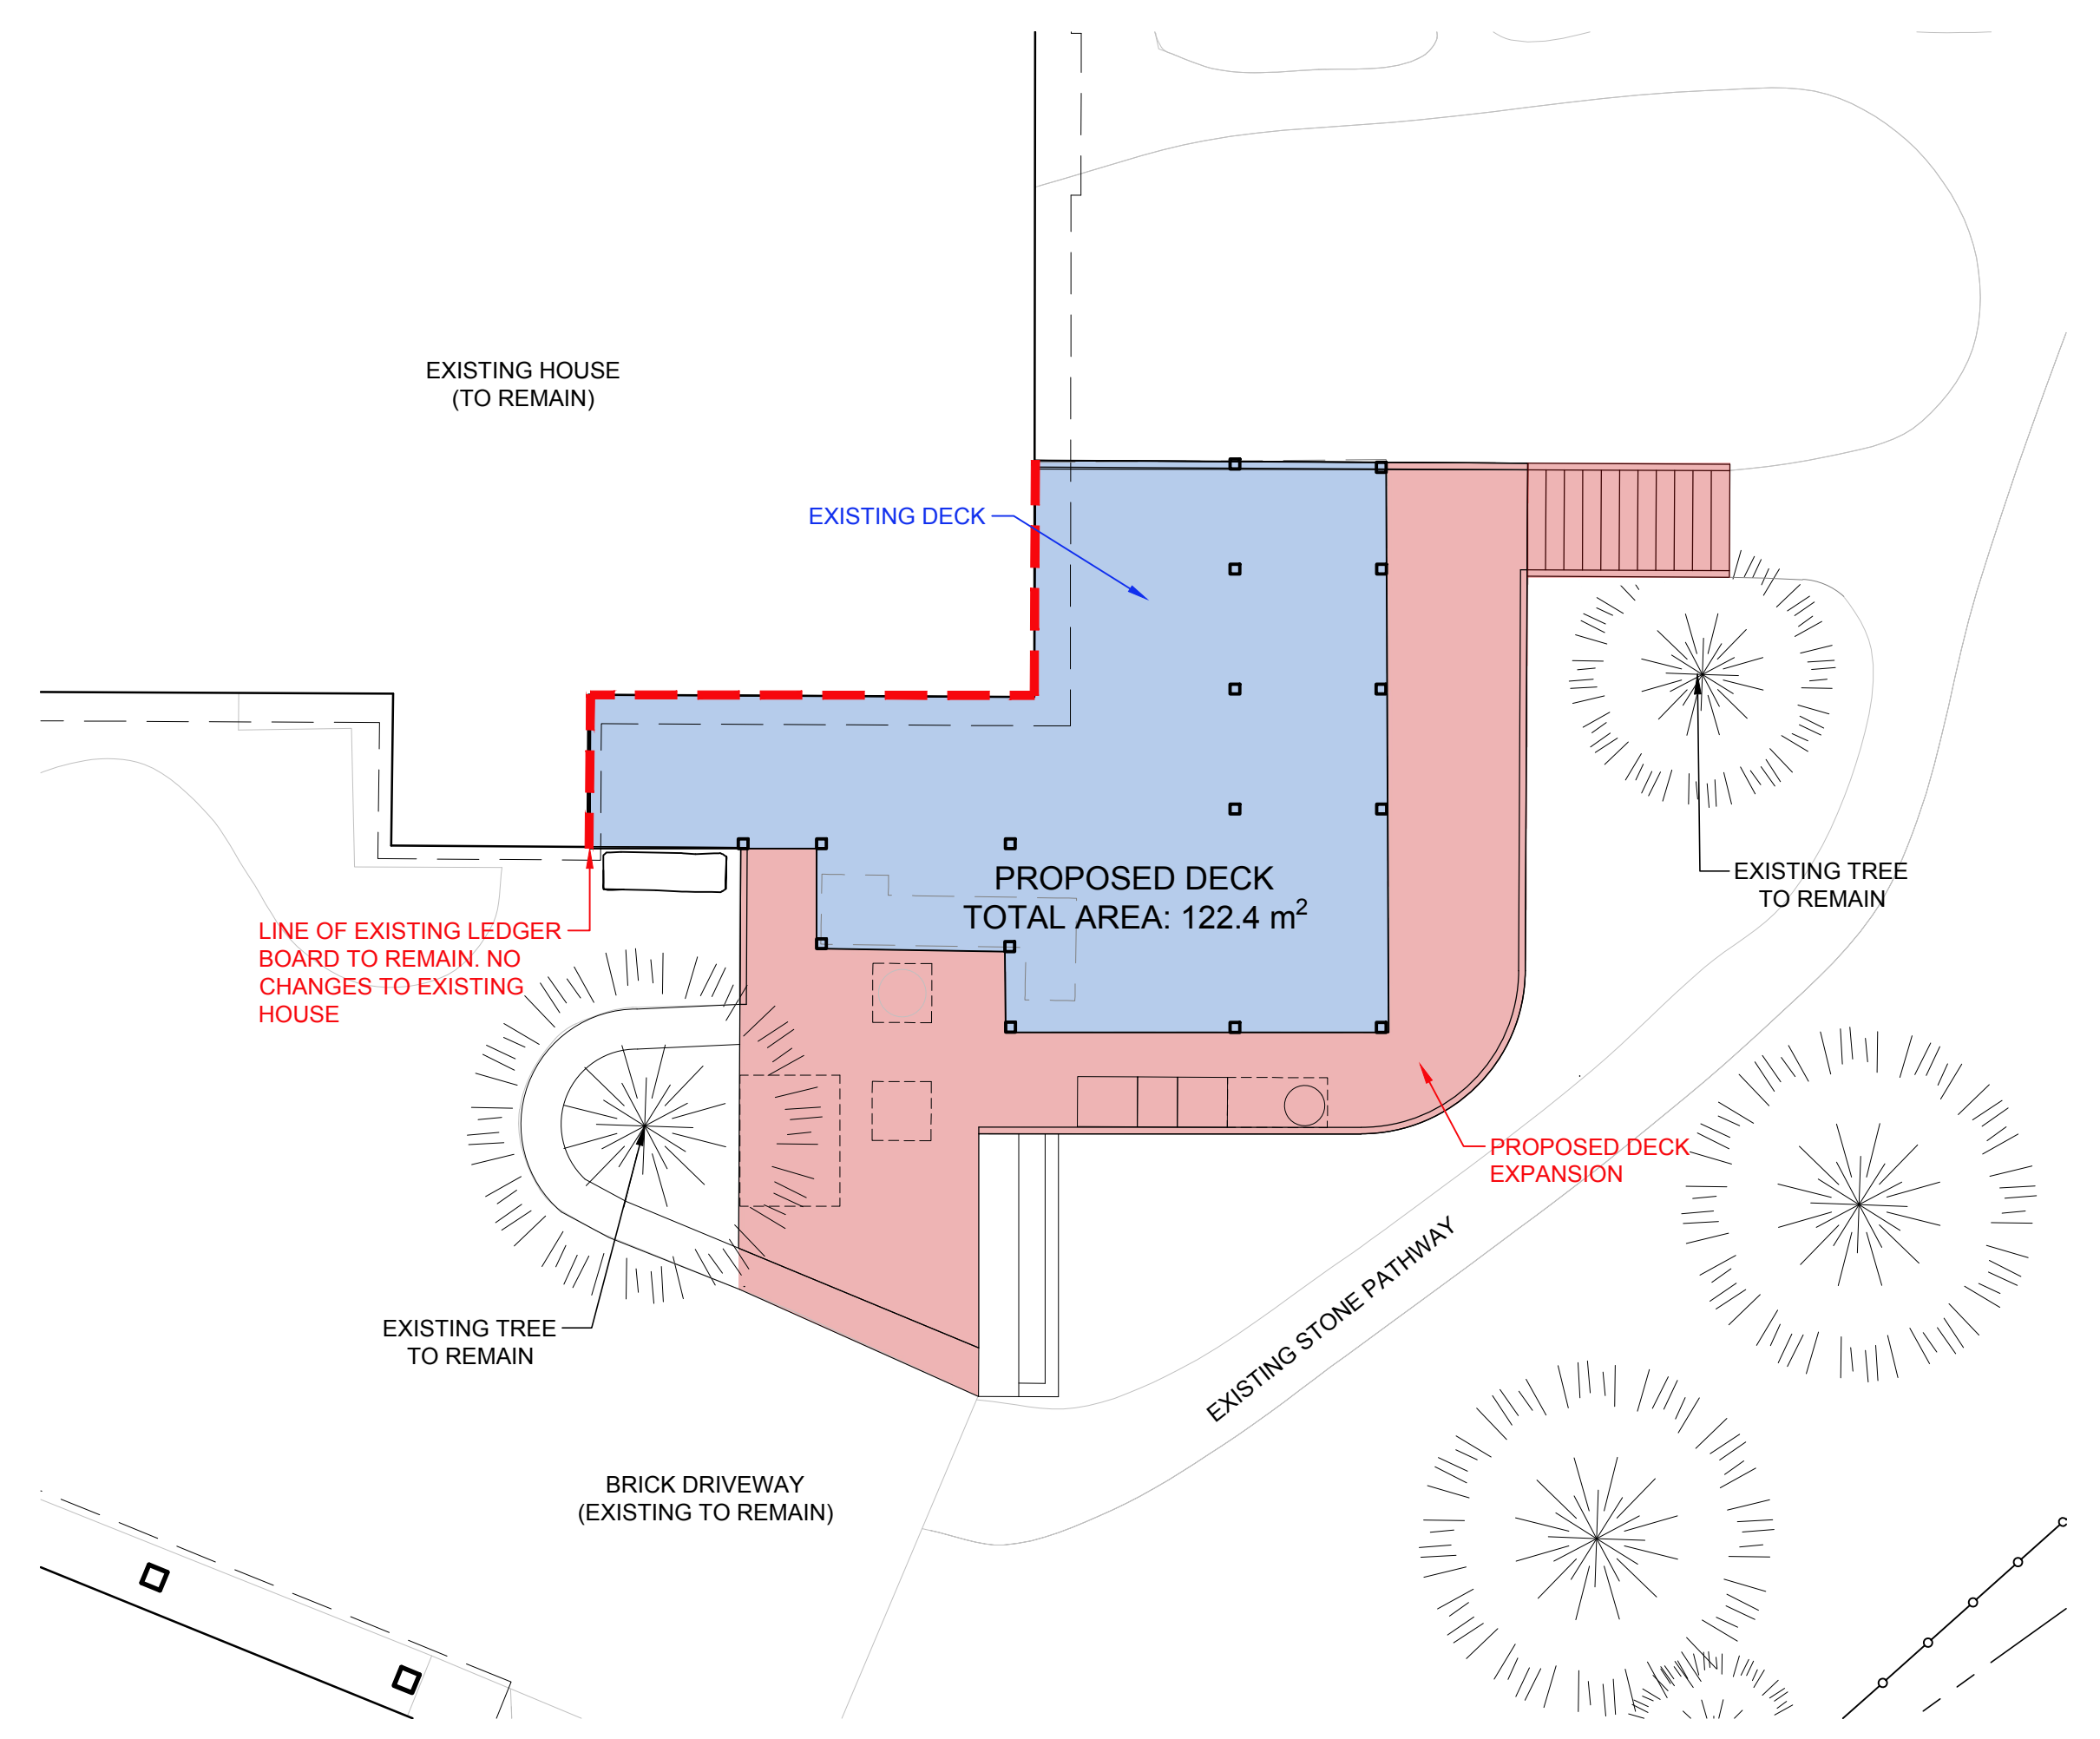 EXISTING HOUSE
(TO REMAIN)
EXISTING DECK
PROPOSED DECK
TOTAL AREA: 122.4 m²
EXISTING TREE
TO REMAIN
LINE OF EXISTING LEDGER
BOARD TO REMAIN. NO
CHANGES TO EXISTING
HOUSE
PROPOSED DECK
EXPANSION
EXISTING STONE PATHWAY
EXISTING TREE
TO REMAIN
BRICK DRIVEWAY
(EXISTING TO REMAIN)